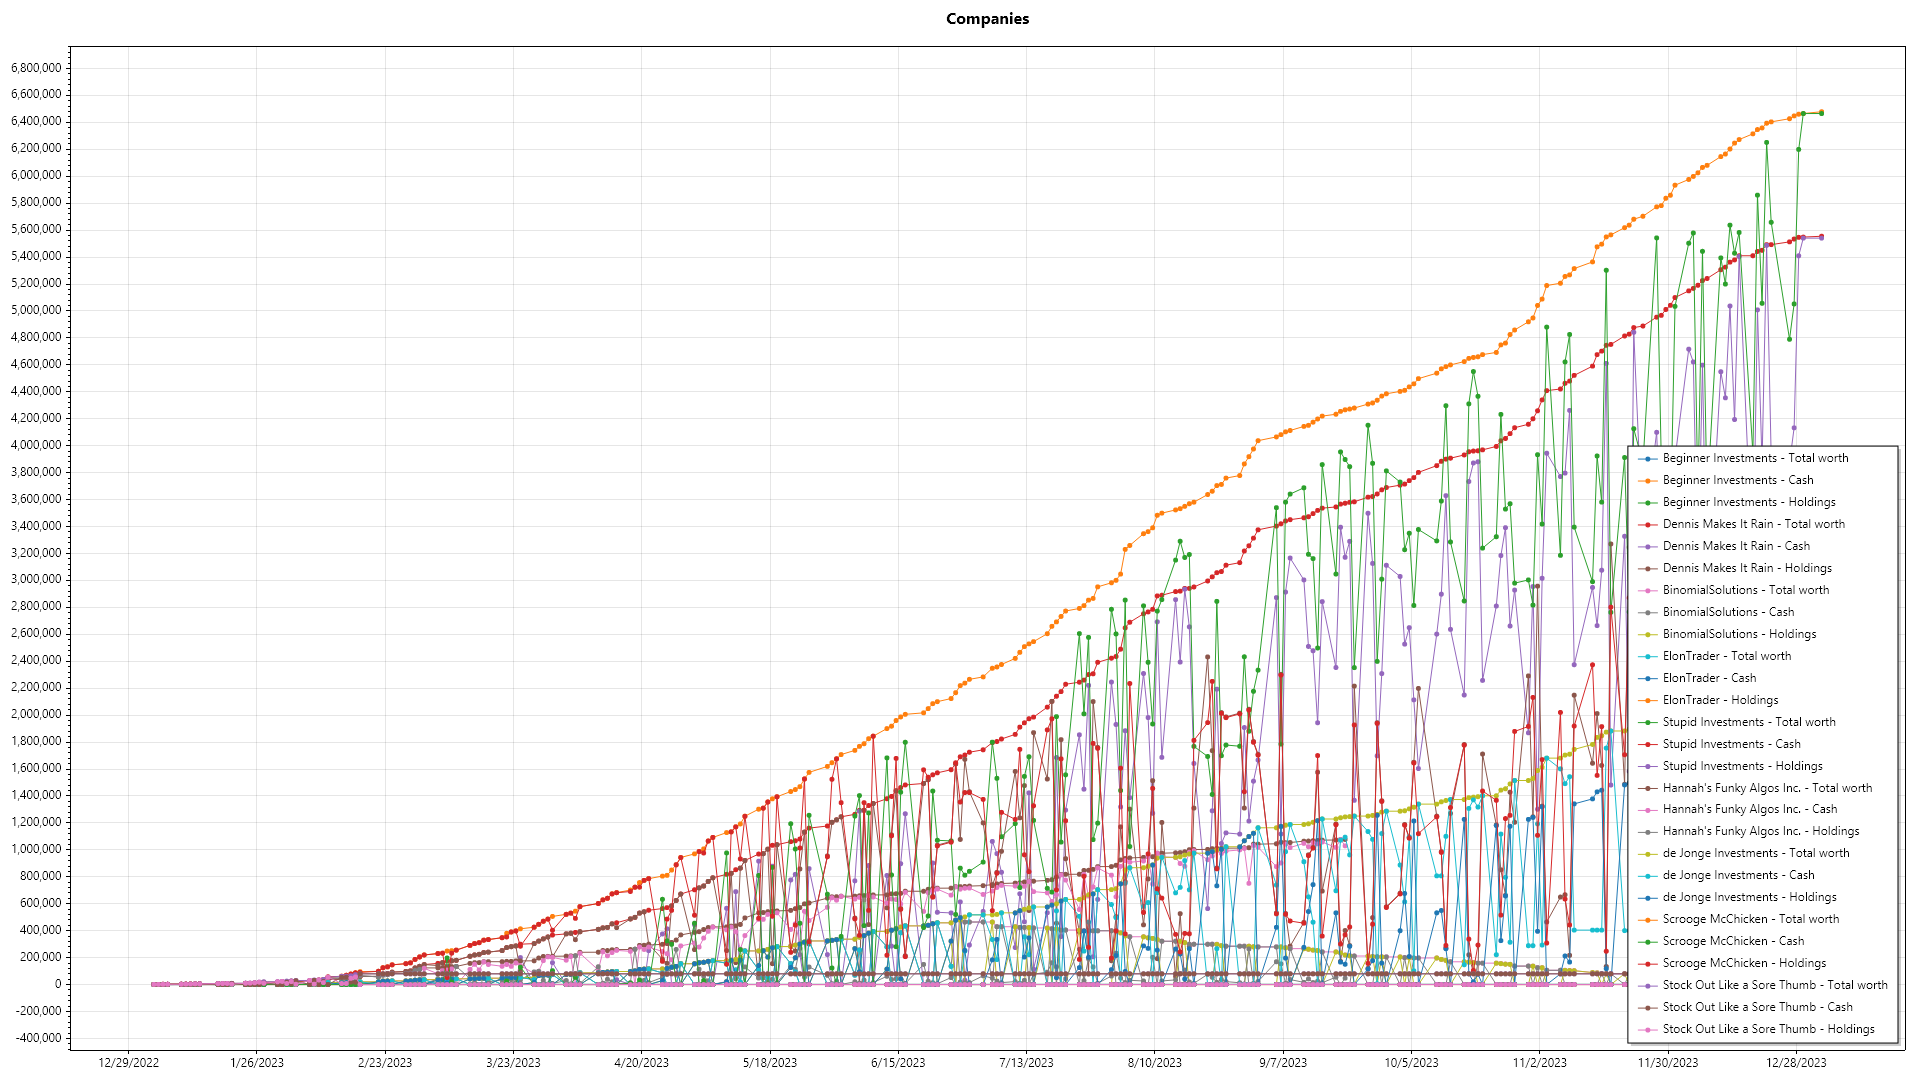 Companies
6,800,000
6,600,000
6,400,000
6,200,000
6,000,000
5,800,000
5,600,000
5,400,000
5,200,000
5,000,000
4,800,000
4,600,000
4,400,000
4,200,000
4,000,000
3,800,000
3,600,000
3,400,000
3,200,000
3,000,000
2,800,000
2,600,000
2,400,000
2,200,000
2,000,000
1,800,000
1,600,000
1,400,000
1,200,000
1,000,000
800,000
600,000
400,000
200,000
0
-200,000
-400,000
Beginner Investments - Total worth
Beginner Investments - Cash
Beginner Investments - Holdings
Dennis Makes It Rain - Total worth
Dennis Makes It Rain - Cash
Dennis Makes It Rain - Holdings
BinomialSolutions - Total worth
BinomialSolutions - Cash
BinomialSolutions - Holdings
ElonTrader - Total worth
ElonTrader - Cash
ElonTrader - Holdings
Stupid Investments - Total worth
Stupid Investments - Cash
Stupid Investments - Holdings
Hannah's Funky Algos Inc. - Total worth
Hannah's Funky Algos Inc. - Cash
Hannah's Funky Algos Inc. - Holdings
de Jonge Investments - Total worth
de Jonge Investments - Cash
de Jonge Investments - Holdings
Scrooge McChicken - Total worth
Scrooge McChicken - Cash
Scrooge McChicken - Holdings
Stock Out Like a Sore Thumb - Total worth
Stock Out Like a Sore Thumb - Cash
Stock Out Like a Sore Thumb - Holdings
12/29/2022 1/26/2023 2/23/2023 3/23/2023 4/20/2023 5/18/2023 6/15/2023 7/13/2023 8/10/2023 9/7/2023 10/5/2023 11/2/2023 11/30/2023 12/28/2023